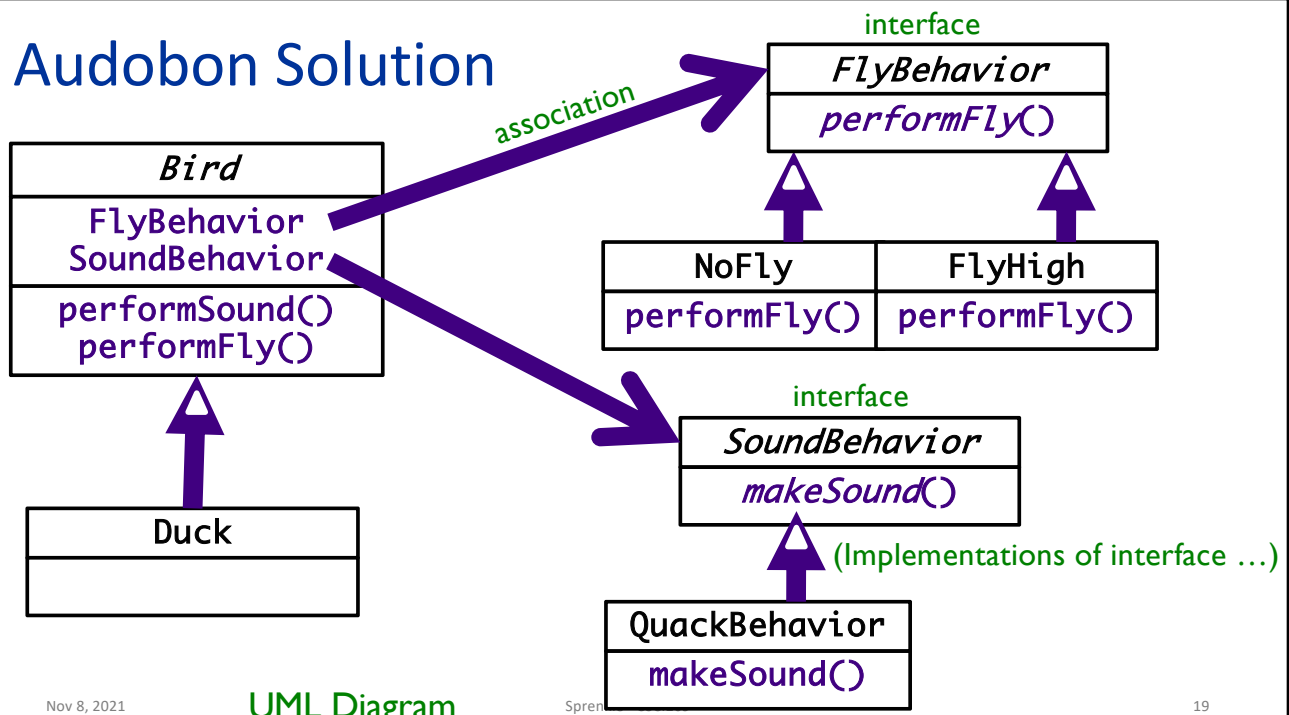 Audobon Solution
interface
FlyBehavior
performFly()
association
Bird
FlyBehavior
SoundBehavior
performSound()
performFly()
NoFly
performFly()
FlyHigh
performFly()
interface
SoundBehavior
makeSound()
(Implementations of interface …)
Duck
QuackBehavior
makeSound()
Nov 8, 2021
UML Diagram
19